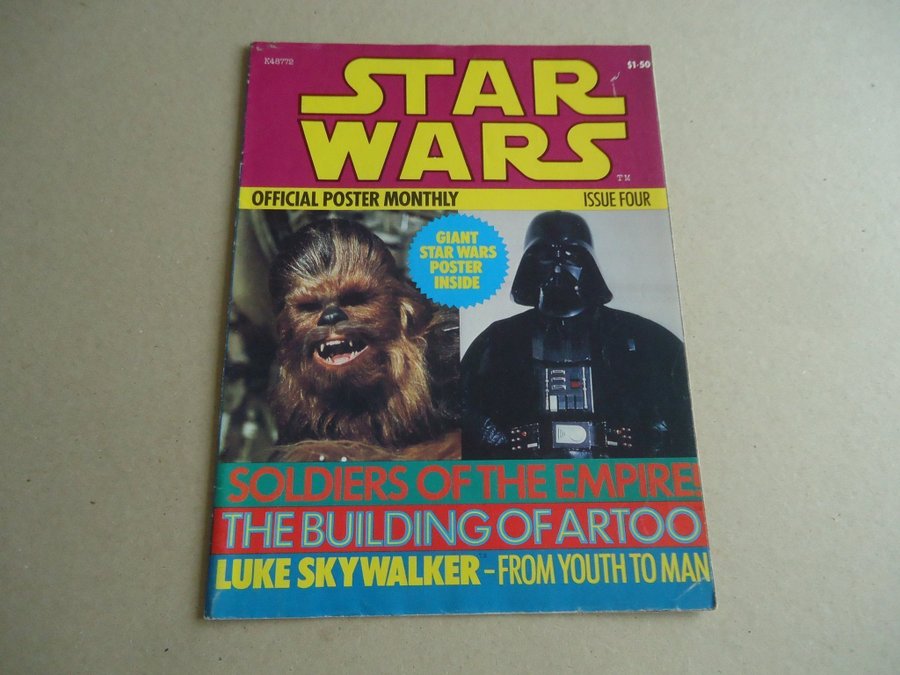 K48772
$1.50
STAR
WARS
TM
OFFICIAL POSTER MONTHLY
ISSUE FOUR
GIANT
STAR WARS
POSTER
INSIDE
SOLDIERS OF THE EMPIRE!
THE BUILDING OF ARTOO
LUKE SKYWALKER™ - FROM YOUTH TO MAN